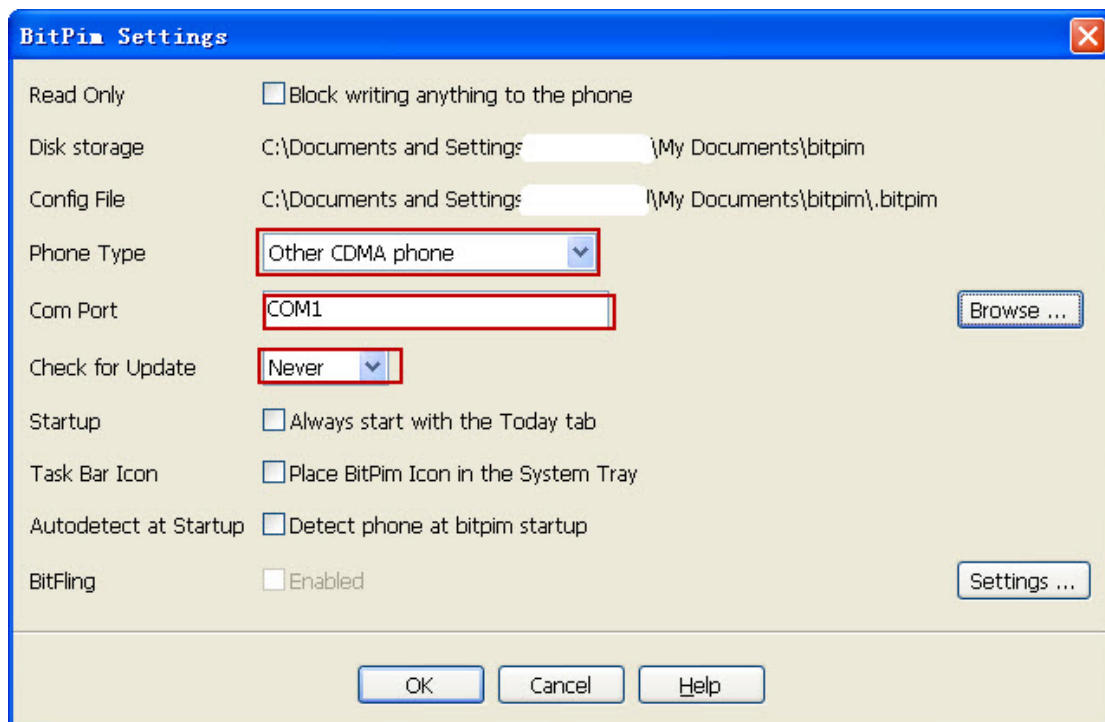 BitPim Settings
Read Only Block writing anything to the phone
Disk storage C:\Documents and Settings \My Documents\bitpim
Config File C:\Documents and Settings \My Documents\bitpim\.bitpim
Phone Type Other CDMA phone
Com Port COM1 Browse ...
Check for Update Never
Startup Always start with the Today tab
Task Bar Icon Place BitPim Icon in the System Tray
Autodetect at Startup Detect phone at bitpim startup
BitFling Enabled Settings ...
OK Cancel Help